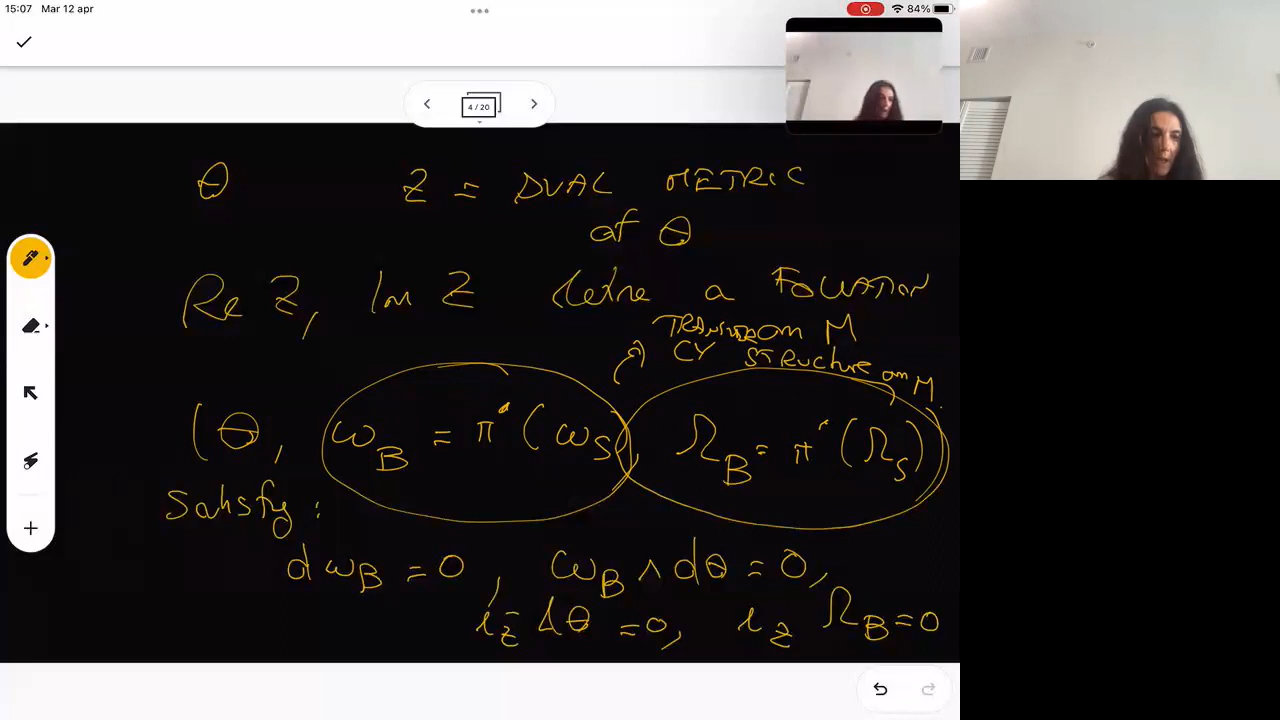 15:07 Mar 12 apr
84%
4 / 20
θ Z = DUAL METRIC
of θ
Re Z, Im Z define a FOLIATION
on M
CY STRUCTURE on M.
(θ, ω_B = π*(ω_S), Ω_B = π*(Ω_S)
Satisfy:
dω_B = 0, ω_B ∧ dθ = 0,
ι_Z̄ dθ = 0, ι_Z Ω_B = 0